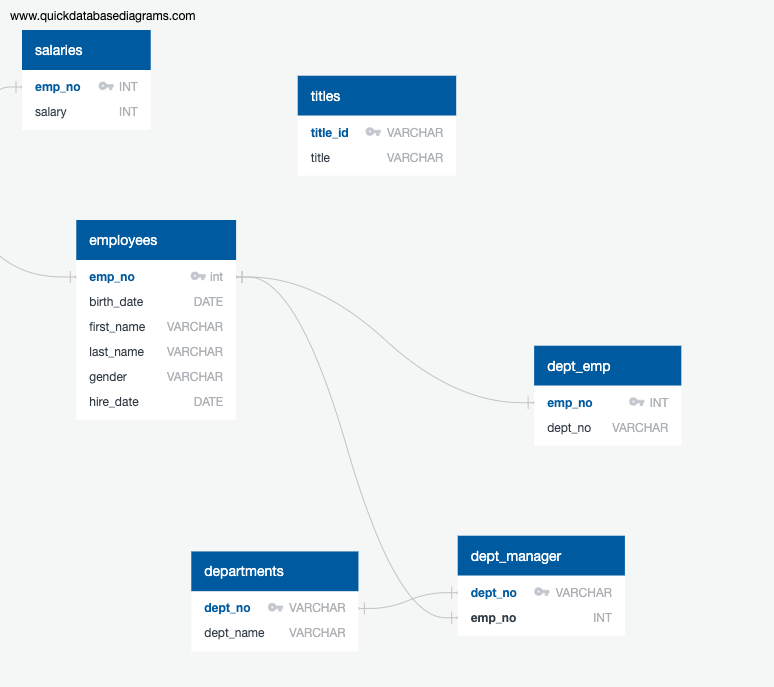 www.quickdatabasediagrams.com
salaries
emp_no INT
salary INT
titles
title_id VARCHAR
title VARCHAR
employees
emp_no int
birth_date DATE
first_name VARCHAR
last_name VARCHAR
gender VARCHAR
hire_date DATE
dept_emp
emp_no INT
dept_no VARCHAR
departments
dept_no VARCHAR
dept_name VARCHAR
dept_manager
dept_no VARCHAR
emp_no INT